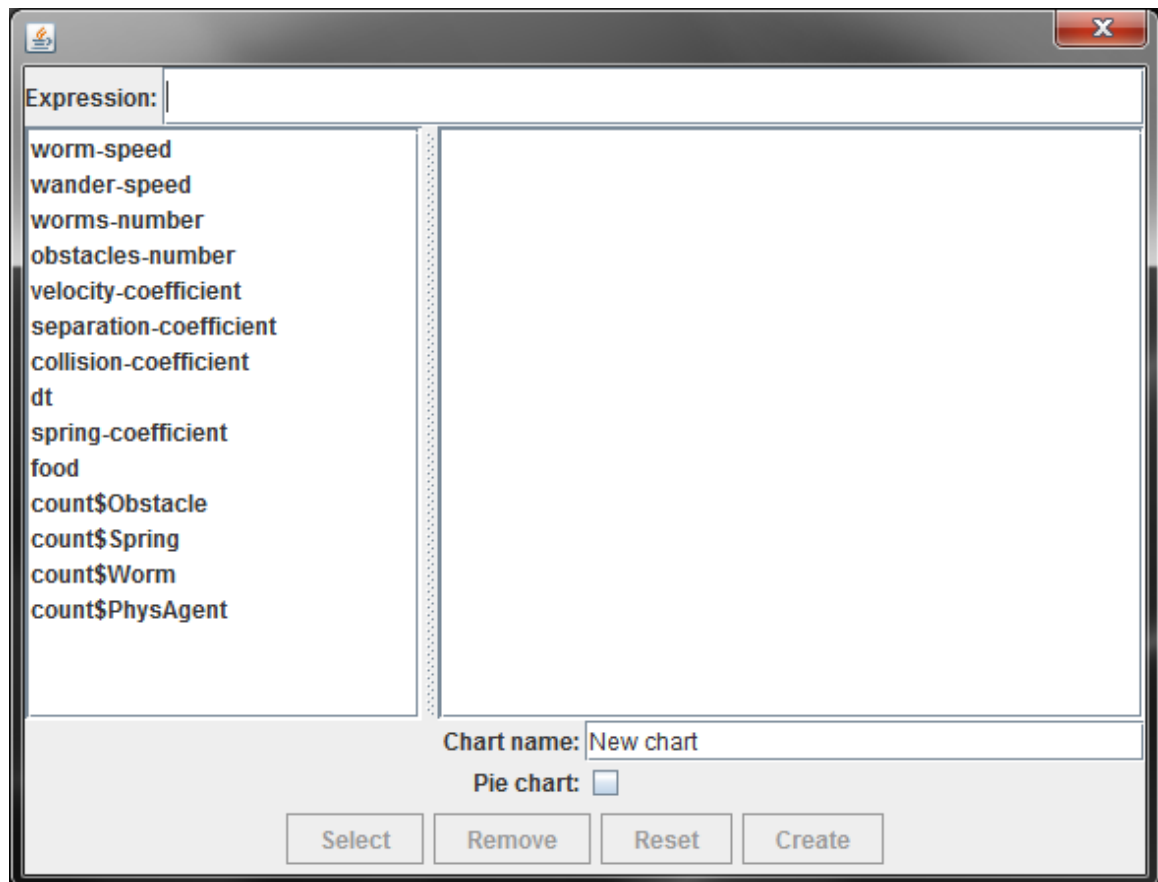 Expression:
worm-speed
wander-speed
worms-number
obstacles-number
velocity-coefficient
separation-coefficient
collision-coefficient
dt
spring-coefficient
food
count$Obstacle
count$Spring
count$Worm
count$PhysAgent
Chart name: New chart
Pie chart:
Select Remove Reset Create